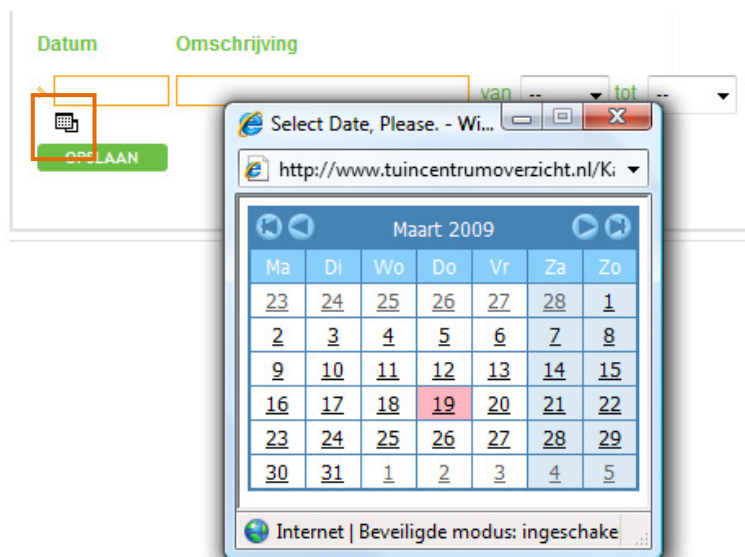 Datum Omschrijving
van -- tot --
OPSLAAN
Select Date, Please. - Wi...
http://www.tuincentrumoverzicht.nl/K
Maart 2009
Ma Di Wo Do Vr Za Zo
23 24 25 26 27 28 1
2 3 4 5 6 7 8
9 10 11 12 13 14 15
16 17 18 19 20 21 22
23 24 25 26 27 28 29
30 31 1 2 3 4 5
Internet | Beveiligde modus: ingeschake